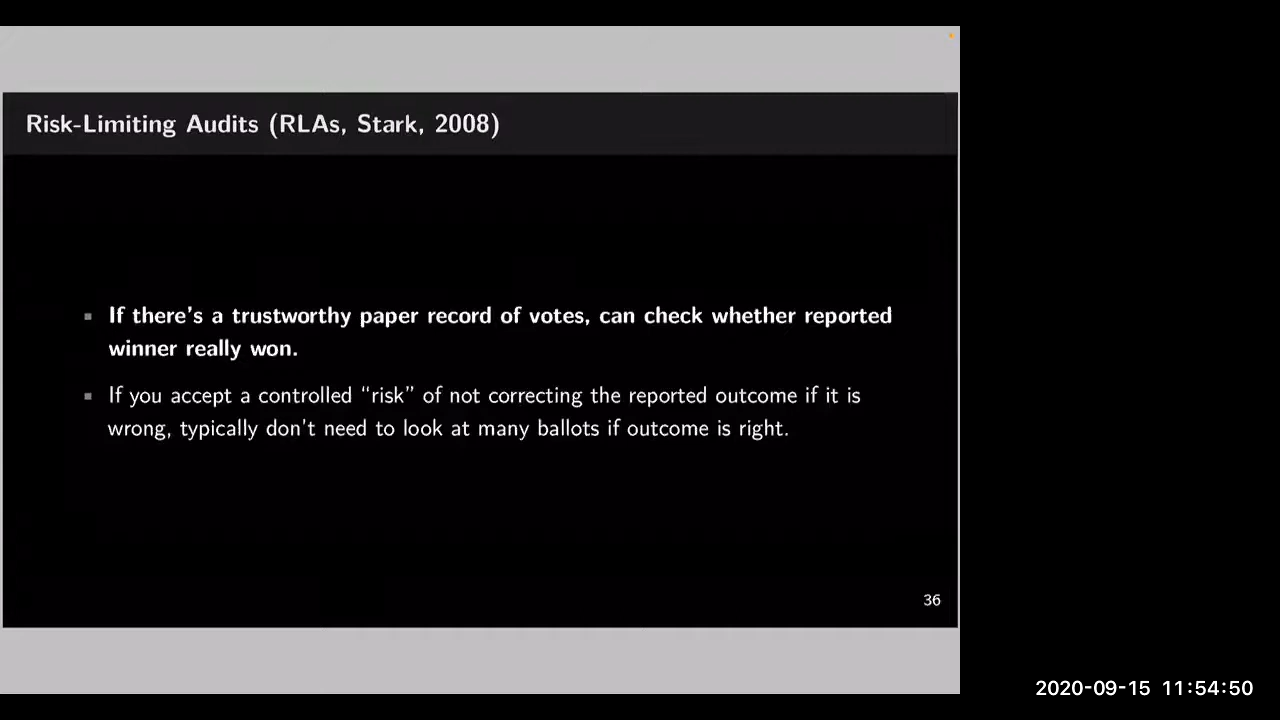 Risk-Limiting Audits (RLAs, Stark, 2008)
If there's a trustworthy paper record of votes, can check whether reported
winner really won.
If you accept a controlled “risk” of not correcting the reported outcome if it is
wrong, typically don't need to look at many ballots if outcome is right.
36
2020-09-15 11:54:50